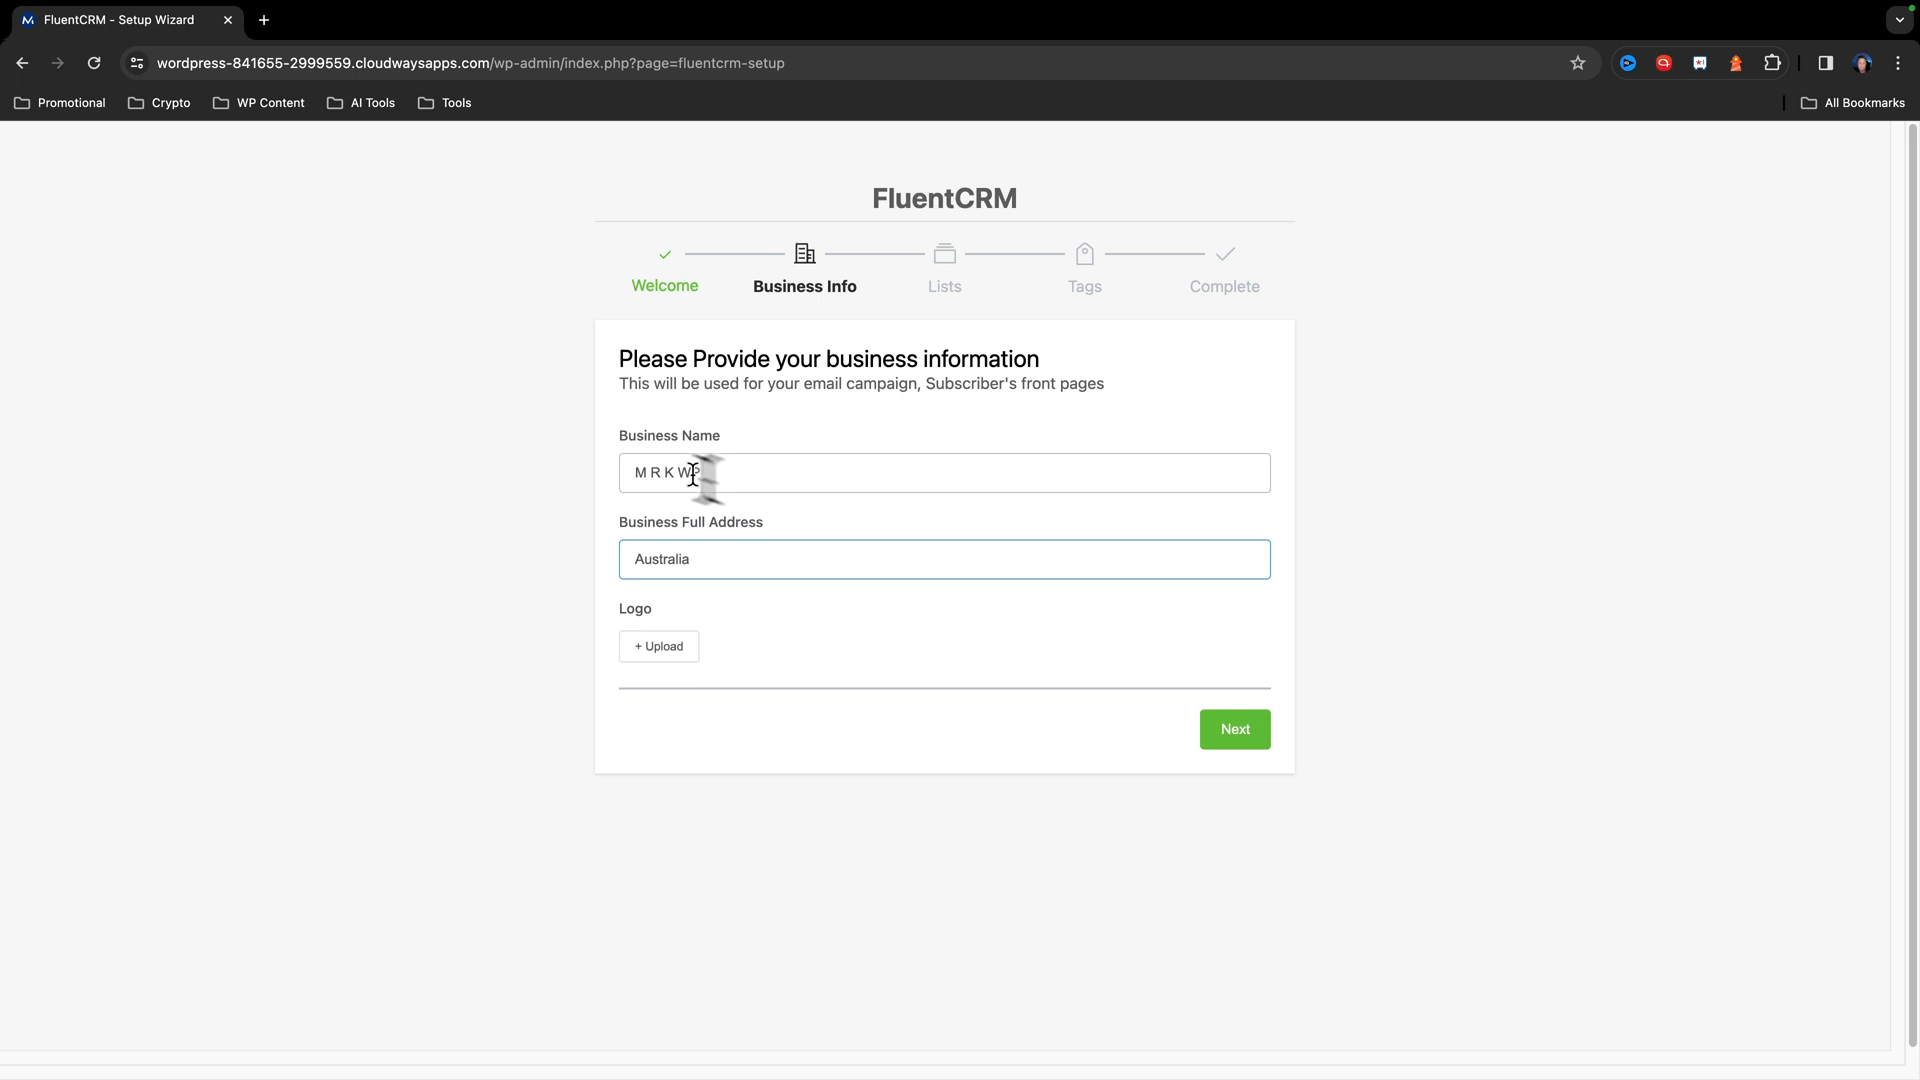 FluentCRM - Setup Wizard
wordpress-841655-2999559.cloudwaysapps.com/wp-admin/index.php?page=fluentcrm-setup
Promotional
Crypto
WP Content
AI Tools
Tools
All Bookmarks
FluentCRM
Welcome
Business Info
Lists
Tags
Complete
Please Provide your business information
This will be used for your email campaign, Subscriber's front pages
Business Name
M R K WP
Business Full Address
Australia
Logo
+ Upload
Next